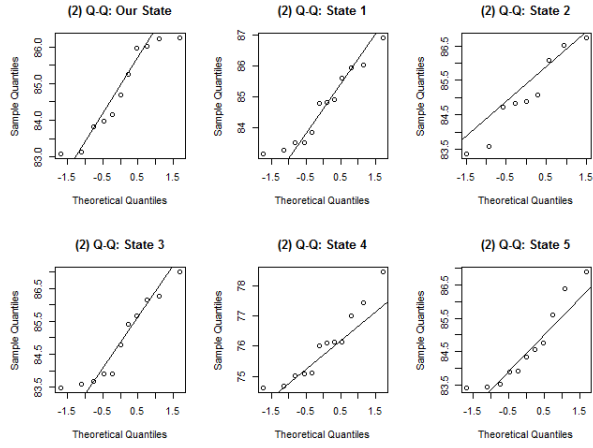 (2) Q-Q: Our State
(2) Q-Q: State 1
(2) Q-Q: State 2
Sample Quantiles
83.0 84.0 85.0 86.0
-1.5 -0.5 0.5 1.5
Theoretical Quantiles
Sample Quantiles
83 84 85 86 87
-1.5 -0.5 0.5 1.5
Theoretical Quantiles
Sample Quantiles
83.5 84.5 85.5 86.5
-1.5 -0.5 0.5 1.5
Theoretical Quantiles
(2) Q-Q: State 3
(2) Q-Q: State 4
(2) Q-Q: State 5
Sample Quantiles
83.5 84.5 85.5 86.5
-1.5 -0.5 0.5 1.5
Theoretical Quantiles
Sample Quantiles
75 76 77 78
-1.5 -0.5 0.5 1.5
Theoretical Quantiles
Sample Quantiles
83.5 84.5 85.5 86.5
-1.5 -0.5 0.5 1.5
Theoretical Quantiles